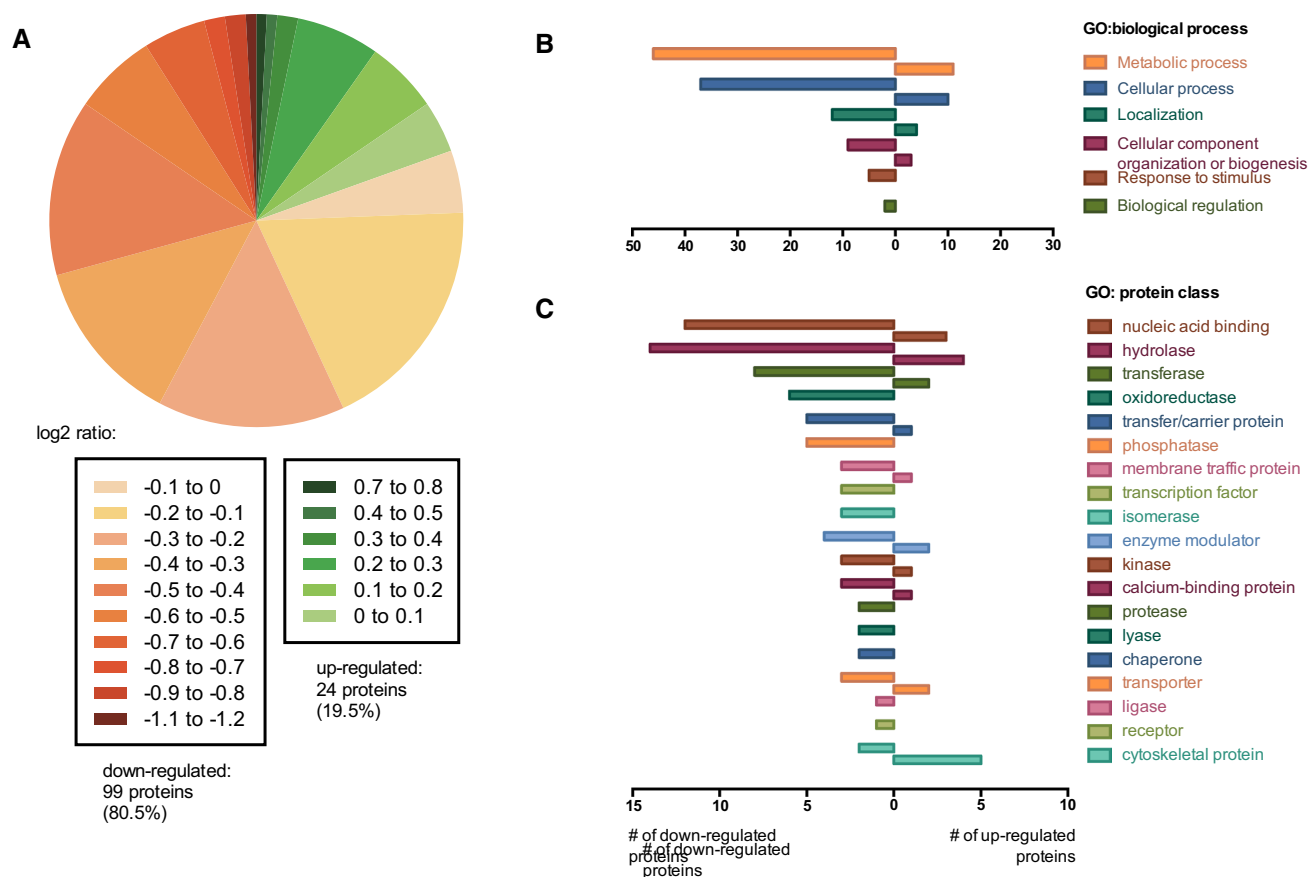 A
log2 ratio:
-0.1 to 0
-0.2 to -0.1
-0.3 to -0.2
-0.4 to -0.3
-0.5 to -0.4
-0.6 to -0.5
-0.7 to -0.6
-0.8 to -0.7
-0.9 to -0.8
-1.1 to -1.2
down-regulated:
99 proteins
(80.5%)
0.7 to 0.8
0.4 to 0.5
0.3 to 0.4
0.2 to 0.3
0.1 to 0.2
0 to 0.1
up-regulated:
24 proteins
(19.5%)
B
50 40 30 20 10 0 10 20 30
GO:biological process
Metabolic process
Cellular process
Localization
Cellular component
organization or biogenesis
Response to stimulus
Biological regulation
C
15 10 5 0 5 10
# of down-regulated
proteins
# of down-regulated
proteins
# of up-regulated
proteins
GO: protein class
nucleic acid binding
hydrolase
transferase
oxidoreductase
transfer/carrier protein
phosphatase
membrane traffic protein
transcription factor
isomerase
enzyme modulator
kinase
calcium-binding protein
protease
lyase
chaperone
transporter
ligase
receptor
cytoskeletal protein